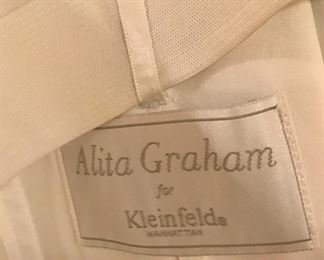 Alita Graham
for
Kleinfelds
MANHATTAN